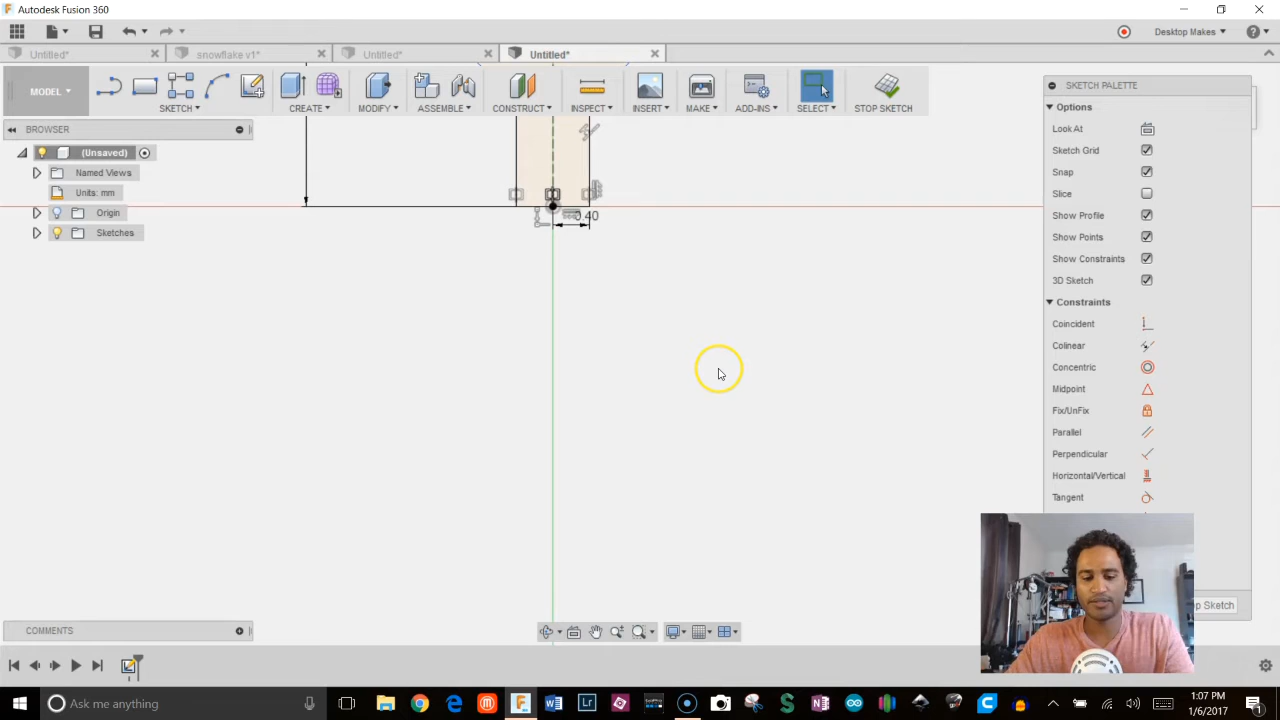 Autodesk Fusion 360
Desktop Makes
Untitled*
snowflake v1*
Untitled*
Untitled*
MODEL
SKETCH
CREATE
MODIFY
ASSEMBLE
CONSTRUCT
INSPECT
INSERT
MAKE
ADD-INS
SELECT
STOP SKETCH
BROWSER
(Unsaved)
Named Views
Units: mm
Origin
Sketches
0.40
SKETCH PALETTE
Options
Look At
Sketch Grid
Snap
Slice
Show Profile
Show Points
Show Constraints
3D Sketch
Constraints
Coincident
Colinear
Concentric
Midpoint
Fix/UnFix
Parallel
Perpendicular
Horizontal/Vertical
Tangent
Sketch
COMMENTS
Ask me anything
1:07 PM
1/6/2017